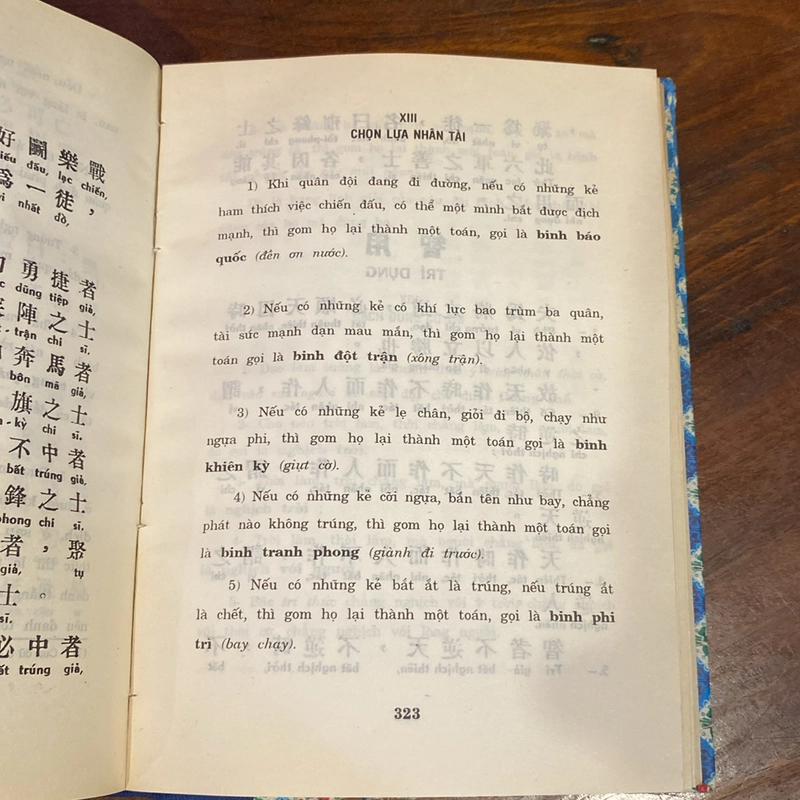 好 鬭 樂 戰
hiếu đấu, lạc chiến,
爲 一 徒，
vi nhất đồ,
勇 捷 者
dũng tiệp giả,
陣 之 士
trận chi sĩ.
奔 馬 者
bôn mã giả,
旗 之 士
kỳ chi sĩ.
不 中 者
bất trúng giả,
鋒 之 士
phong chi sĩ.
者，聚
giả, tụ
士。
sĩ.
必 中 者
tất trúng giả,
XIII
CHỌN LỰA NHÂN TÀI
1) Khi quân đội đang đi đường, nếu có những kẻ
ham thích việc chiến đấu, có thể một mình bắt được địch
mạnh, thì gom họ lại thành một toán, gọi là binh báo
quốc (đền ơn nước).
2) Nếu có những kẻ có khí lực bao trùm ba quân,
tài sức mạnh dạn mau mắn, thì gom họ lại thành một
toán gọi là binh đột trận (xông trận).
3) Nếu có những kẻ lẹ chân, giỏi đi bộ, chạy như
ngựa phi, thì gom họ lại thành một toán gọi là binh
khiên kỳ (giựt cờ).
4) Nếu có những kẻ cỡi ngựa, bắn tên như bay, chẳng
phát nào không trúng, thì gom họ lại thành một toán gọi
là binh tranh phong (giành đi trước).
5) Nếu có những kẻ bắt ắt là trúng, nếu trúng ắt
là chết, thì gom họ lại thành một toán, gọi là binh phi
trì (bay chạy).
323